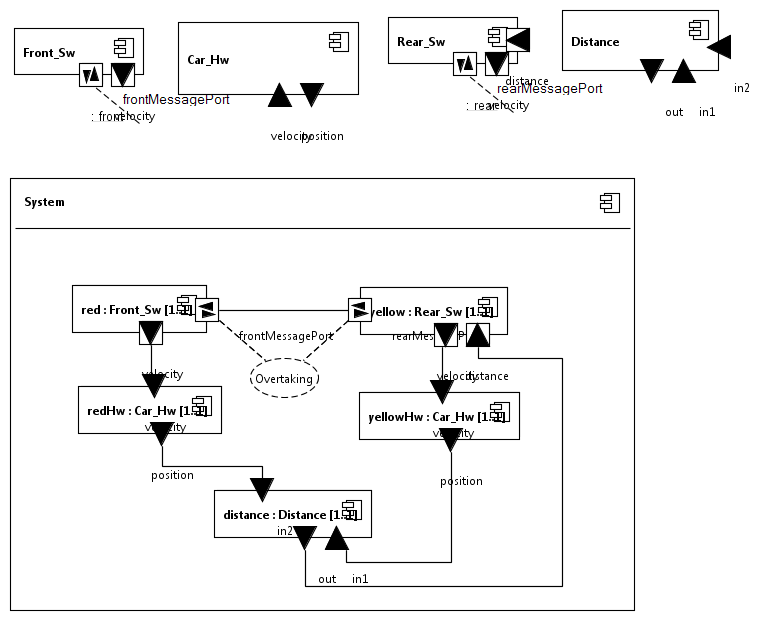 Front_Sw
Car_Hw
Rear_Sw
Distance
distance
in2
frontMessagePort
rearMessagePort
: front
velocity
: rear
velocity
out
in1
velocity
position
System
red : Front_Sw [1..1]
yellow : Rear_Sw [1..1]
frontMessagePort
rearMessageP
velocity
Overtaking
velocity
distance
redHw : Car_Hw [1..1]
yellowHw : Car_Hw [1..1]
velocity
velocity
position
position
distance : Distance [1..1]
in2
out
in1